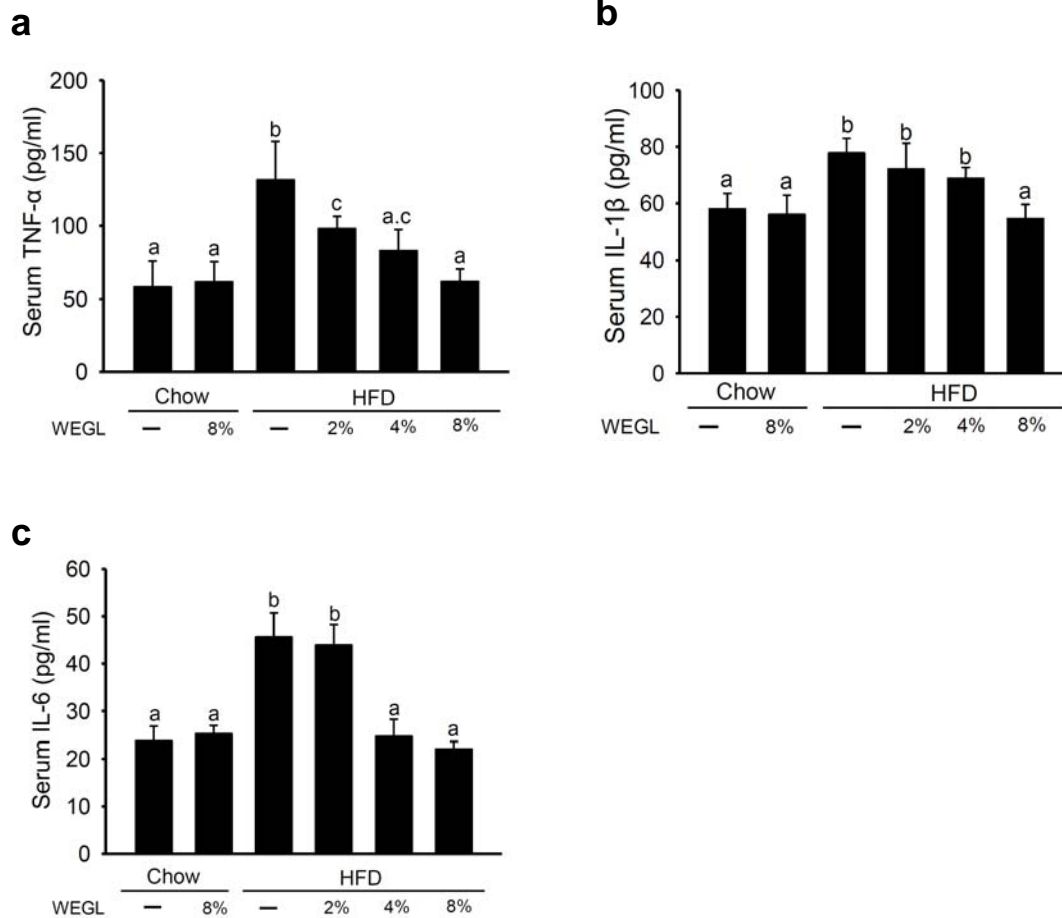 a
Serum TNF-α (pg/ml)
200
150
100
50
0
a
a
b
c
a.c
a
Chow
HFD
WEGL
–
8%
–
2%
4%
8%
b
Serum IL-1β (pg/ml)
100
80
60
40
20
0
a
a
b
b
b
a
Chow
HFD
WEGL
–
8%
–
2%
4%
8%
c
Serum IL-6 (pg/ml)
60
50
40
30
20
10
0
a
a
b
b
a
a
Chow
HFD
WEGL
–
8%
–
2%
4%
8%